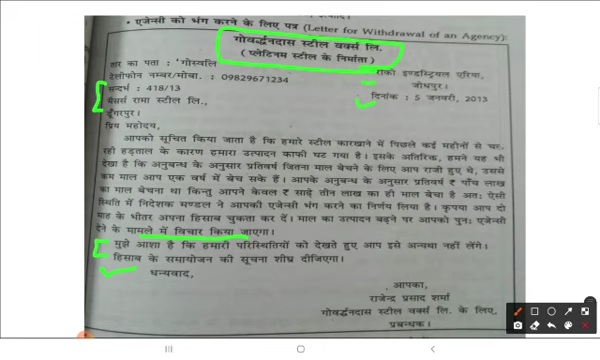 • एजेन्सी को भंग करने के लिए पत्र (Letter for Withdrawal of an Agency):
गोवर्द्धनदास स्टील वर्क्स लि.
( प्लेटिनम स्टील के निर्माता )
तार का पता : 'गोस्वलि
टेलीफोन नम्बर/मोबा. : 09829671234
इण्डस्ट्रियल एरिया,
जोधपुर।
सन्दर्भ : 418/13
दिनांक : 5 जनवरी, 2013
मैसर्स रामा स्टील लि.,
डूँगरपुर।
प्रिय महोदय,
आपको सूचित किया जाता है कि हमारे स्टील कारखाने में पिछले कई महीनों से चल
रही हड़ताल के कारण हमारा उत्पादन काफी घट गया है। इसके अतिरिक्त, हमने यह भी
देखा है कि अनुबन्ध के अनुसार प्रतिवर्ष जितना माल बेचने के लिए आप राजी हुए थे, उससे
कम माल आप एक वर्ष में बेच सके हैं। आपके अनुबन्ध के अनुसार प्रतिवर्ष ₹ पाँच लाख
का माल बेचना था किन्तु आपने केवल ₹ साढ़े तीन लाख का ही माल बेचा है अतः ऐसी
स्थिति में निदेशक मण्डल ने आपकी एजेन्सी भंग करने का निर्णय लिया है। कृपया आप दो
माह के भीतर अपना हिसाब चुकता कर दें। माल का उत्पादन बढ़ने पर आपको पुनः एजेन्सी
देने के मामले में विचार किया जाएगा।
मुझे आशा है कि हमारी परिस्थितियों को देखते हुए आप इसे अन्यथा नहीं लेंगे।
हिसाब के समायोजन की सूचना शीघ्र दीजिएगा।
धन्यवाद,
आपका,
राजेन्द्र प्रसाद शर्मा
गोवर्द्धनदास स्टील वर्क्स लि. के लिए,
प्रबन्धक।